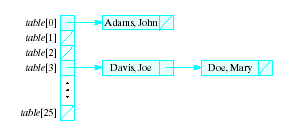 table[0] Adams, John
table[1]
table[2]
table[3] Davis, Joe Doe, Mary
table[25]